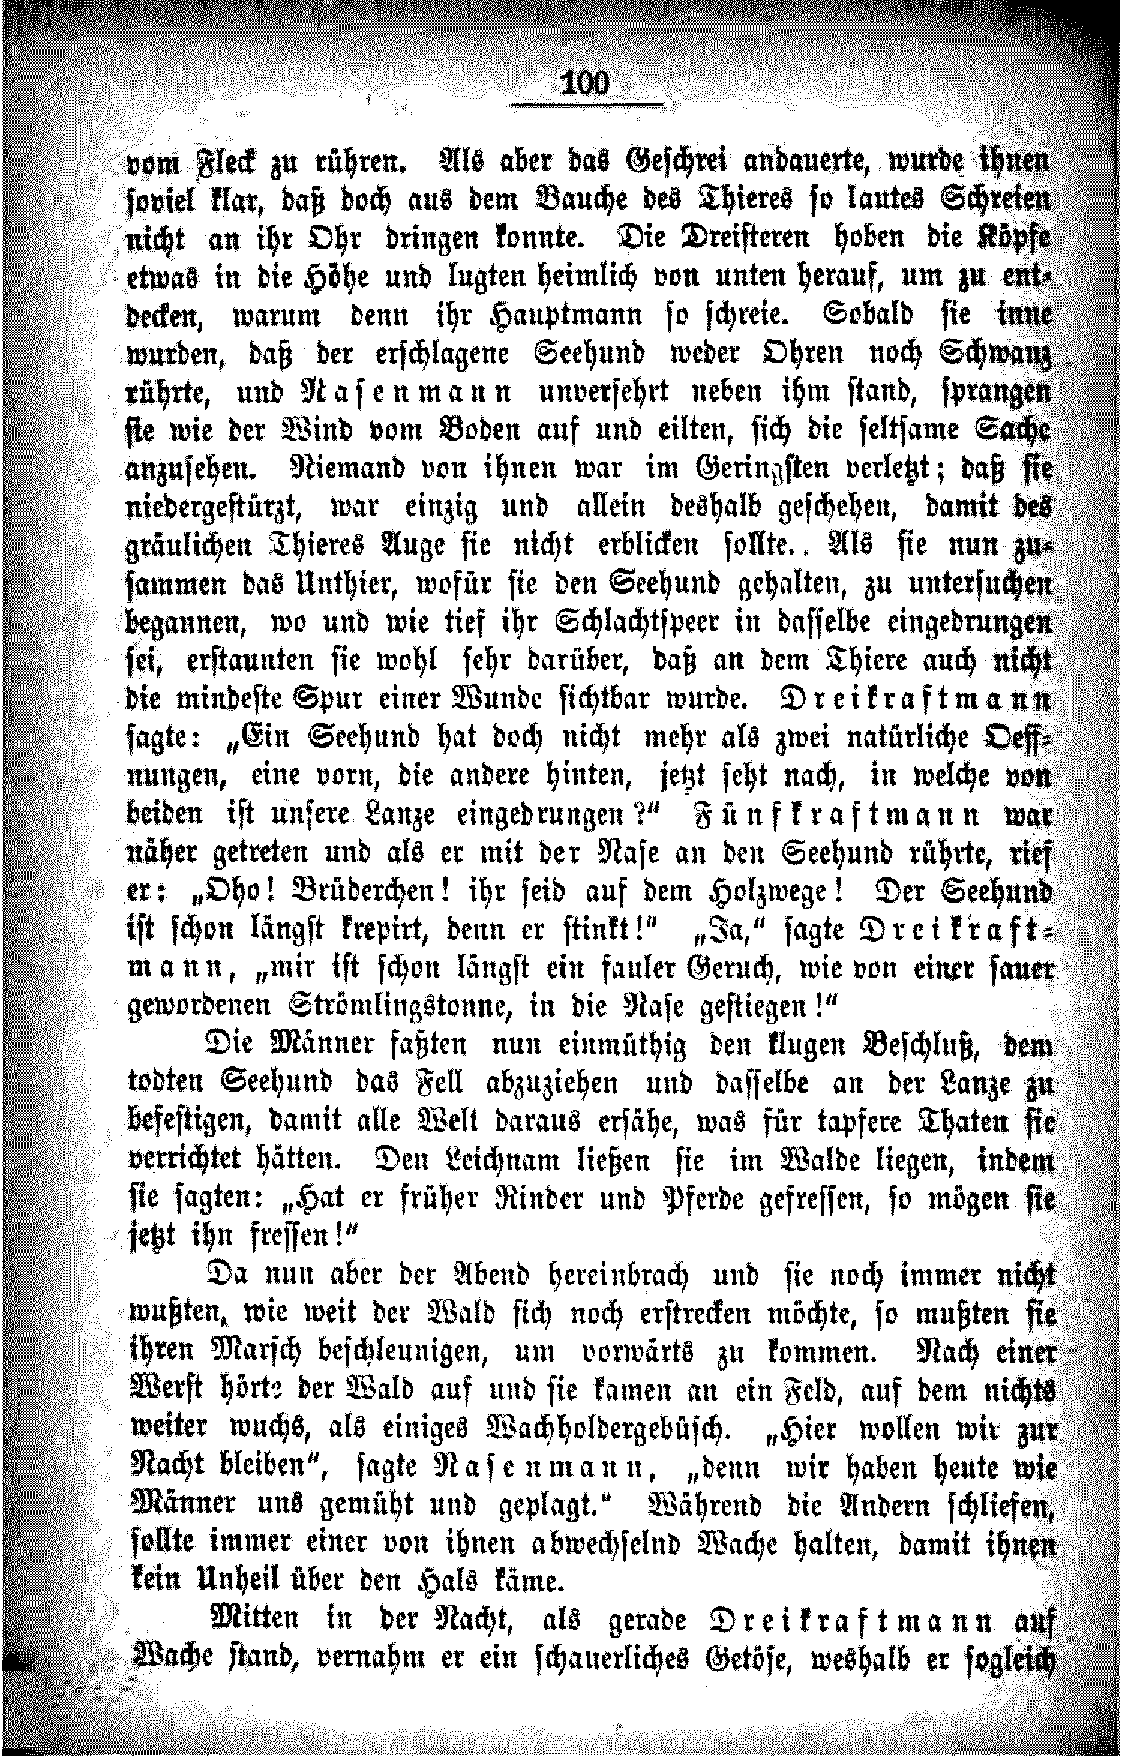 100
vom Fleck zu rühren. Als aber das Geschrei andauerte, wurde ihnen
soviel klar, daß doch aus dem Bauche des Thieres so lautes Schreien
nicht an ihr Ohr dringen konnte. Die Dreisteren hoben die Köpfe
etwas in die Höhe und lugten heimlich von unten herauf, um zu ent-
decken, warum denn ihr Hauptmann so schreie. Sobald sie inne
wurden, daß der erschlagene Seehund weder Ohren noch Schwanz
rührte, und Nasenmann unversehrt neben ihm stand, sprangen
sie wie der Wind vom Boden auf und eilten, sich die seltsame Sache
anzusehen. Niemand von ihnen war im Geringsten verletzt; daß sie
niedergestürzt, war einzig und allein deshalb geschehen, damit des
gräulichen Thieres Auge sie nicht erblicken sollte.. Als sie nun zu-
sammen das Unthier, wofür sie den Seehund gehalten, zu untersuchen
begannen, wo und wie tief ihr Schlachtspeer in dasselbe eingedrungen
sei, erstaunten sie wohl sehr darüber, daß an dem Thiere auch nicht
die mindeste Spur einer Wunde sichtbar wurde. Dreikraftmann
sagte: „Ein Seehund hat doch nicht mehr als zwei natürliche Oeff-
nungen, eine vorn, die andere hinten, jetzt seht nach, in welche von
beiden ist unsere Lanze eingedrungen?“ Fünfkraftmann war
näher getreten und als er mit der Nase an den Seehund rührte, rief
er: „Oho! Brüderchen! ihr seid auf dem Holzwege! Der Seehund
ist schon längst krepirt, denn er stinkt!“ „Ja,“ sagte Dreikraft-
mann, „mir ist schon längst ein fauler Geruch, wie von einer sauer
gewordenen Strömlingstonne, in die Nase gestiegen!“
Die Männer faßten nun einmüthig den klugen Beschluß, dem
todten Seehund das Fell abzuziehen und dasselbe an der Lanze zu
befestigen, damit alle Welt daraus ersähe, was für tapfere Thaten sie
verrichtet hätten. Den Leichnam ließen sie im Walde liegen, indem
sie sagten: „Hat er früher Rinder und Pferde gefressen, so mögen sie
jetzt ihn fressen!“
Da nun aber der Abend hereinbrach und sie noch immer nicht
wußten, wie weit der Wald sich noch erstrecken möchte, so mußten sie
ihren Marsch beschleunigen, um vorwärts zu kommen. Nach einer
Werst hörte der Wald auf und sie kamen an ein Feld, auf dem nichts
weiter wuchs, als einiges Wachholdergebüsch. „Hier wollen wir zur
Nacht bleiben“, sagte Nasenmann, „denn wir haben heute wie
Männer uns gemüht und geplagt.“ Während die Andern schliefen,
sollte immer einer von ihnen abwechselnd Wache halten, damit ihnen
kein Unheil über den Hals käme.
Mitten in der Nacht, als gerade Dreikraftmann auf
Wache stand, vernahm er ein schauerliches Getöse, weshalb er sogleich